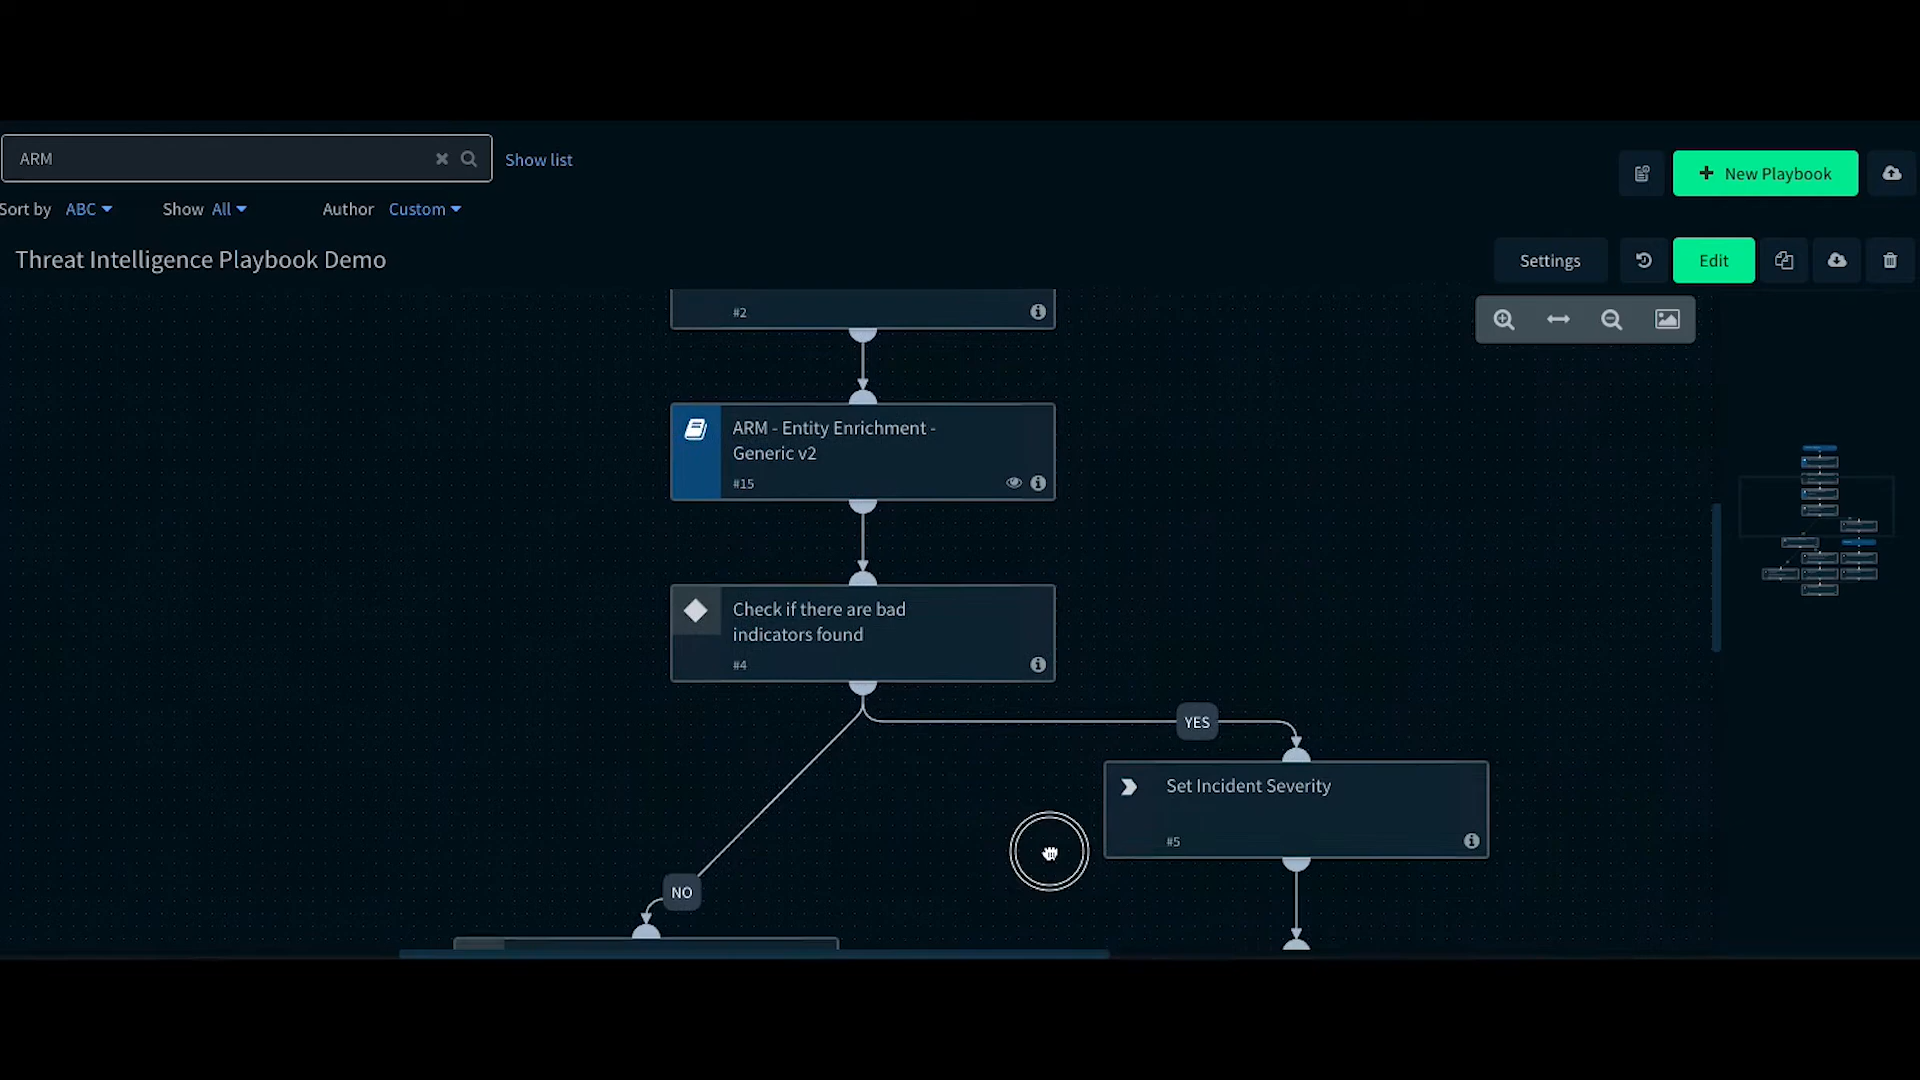 ARM
Show list
New Playbook
Sort by ABC Show All Author Custom
Threat Intelligence Playbook Demo
Settings
Edit
#2
ARM - Entity Enrichment -
Generic v2
#15
Check if there are bad
indicators found
#4
YES
Set Incident Severity
#5
NO